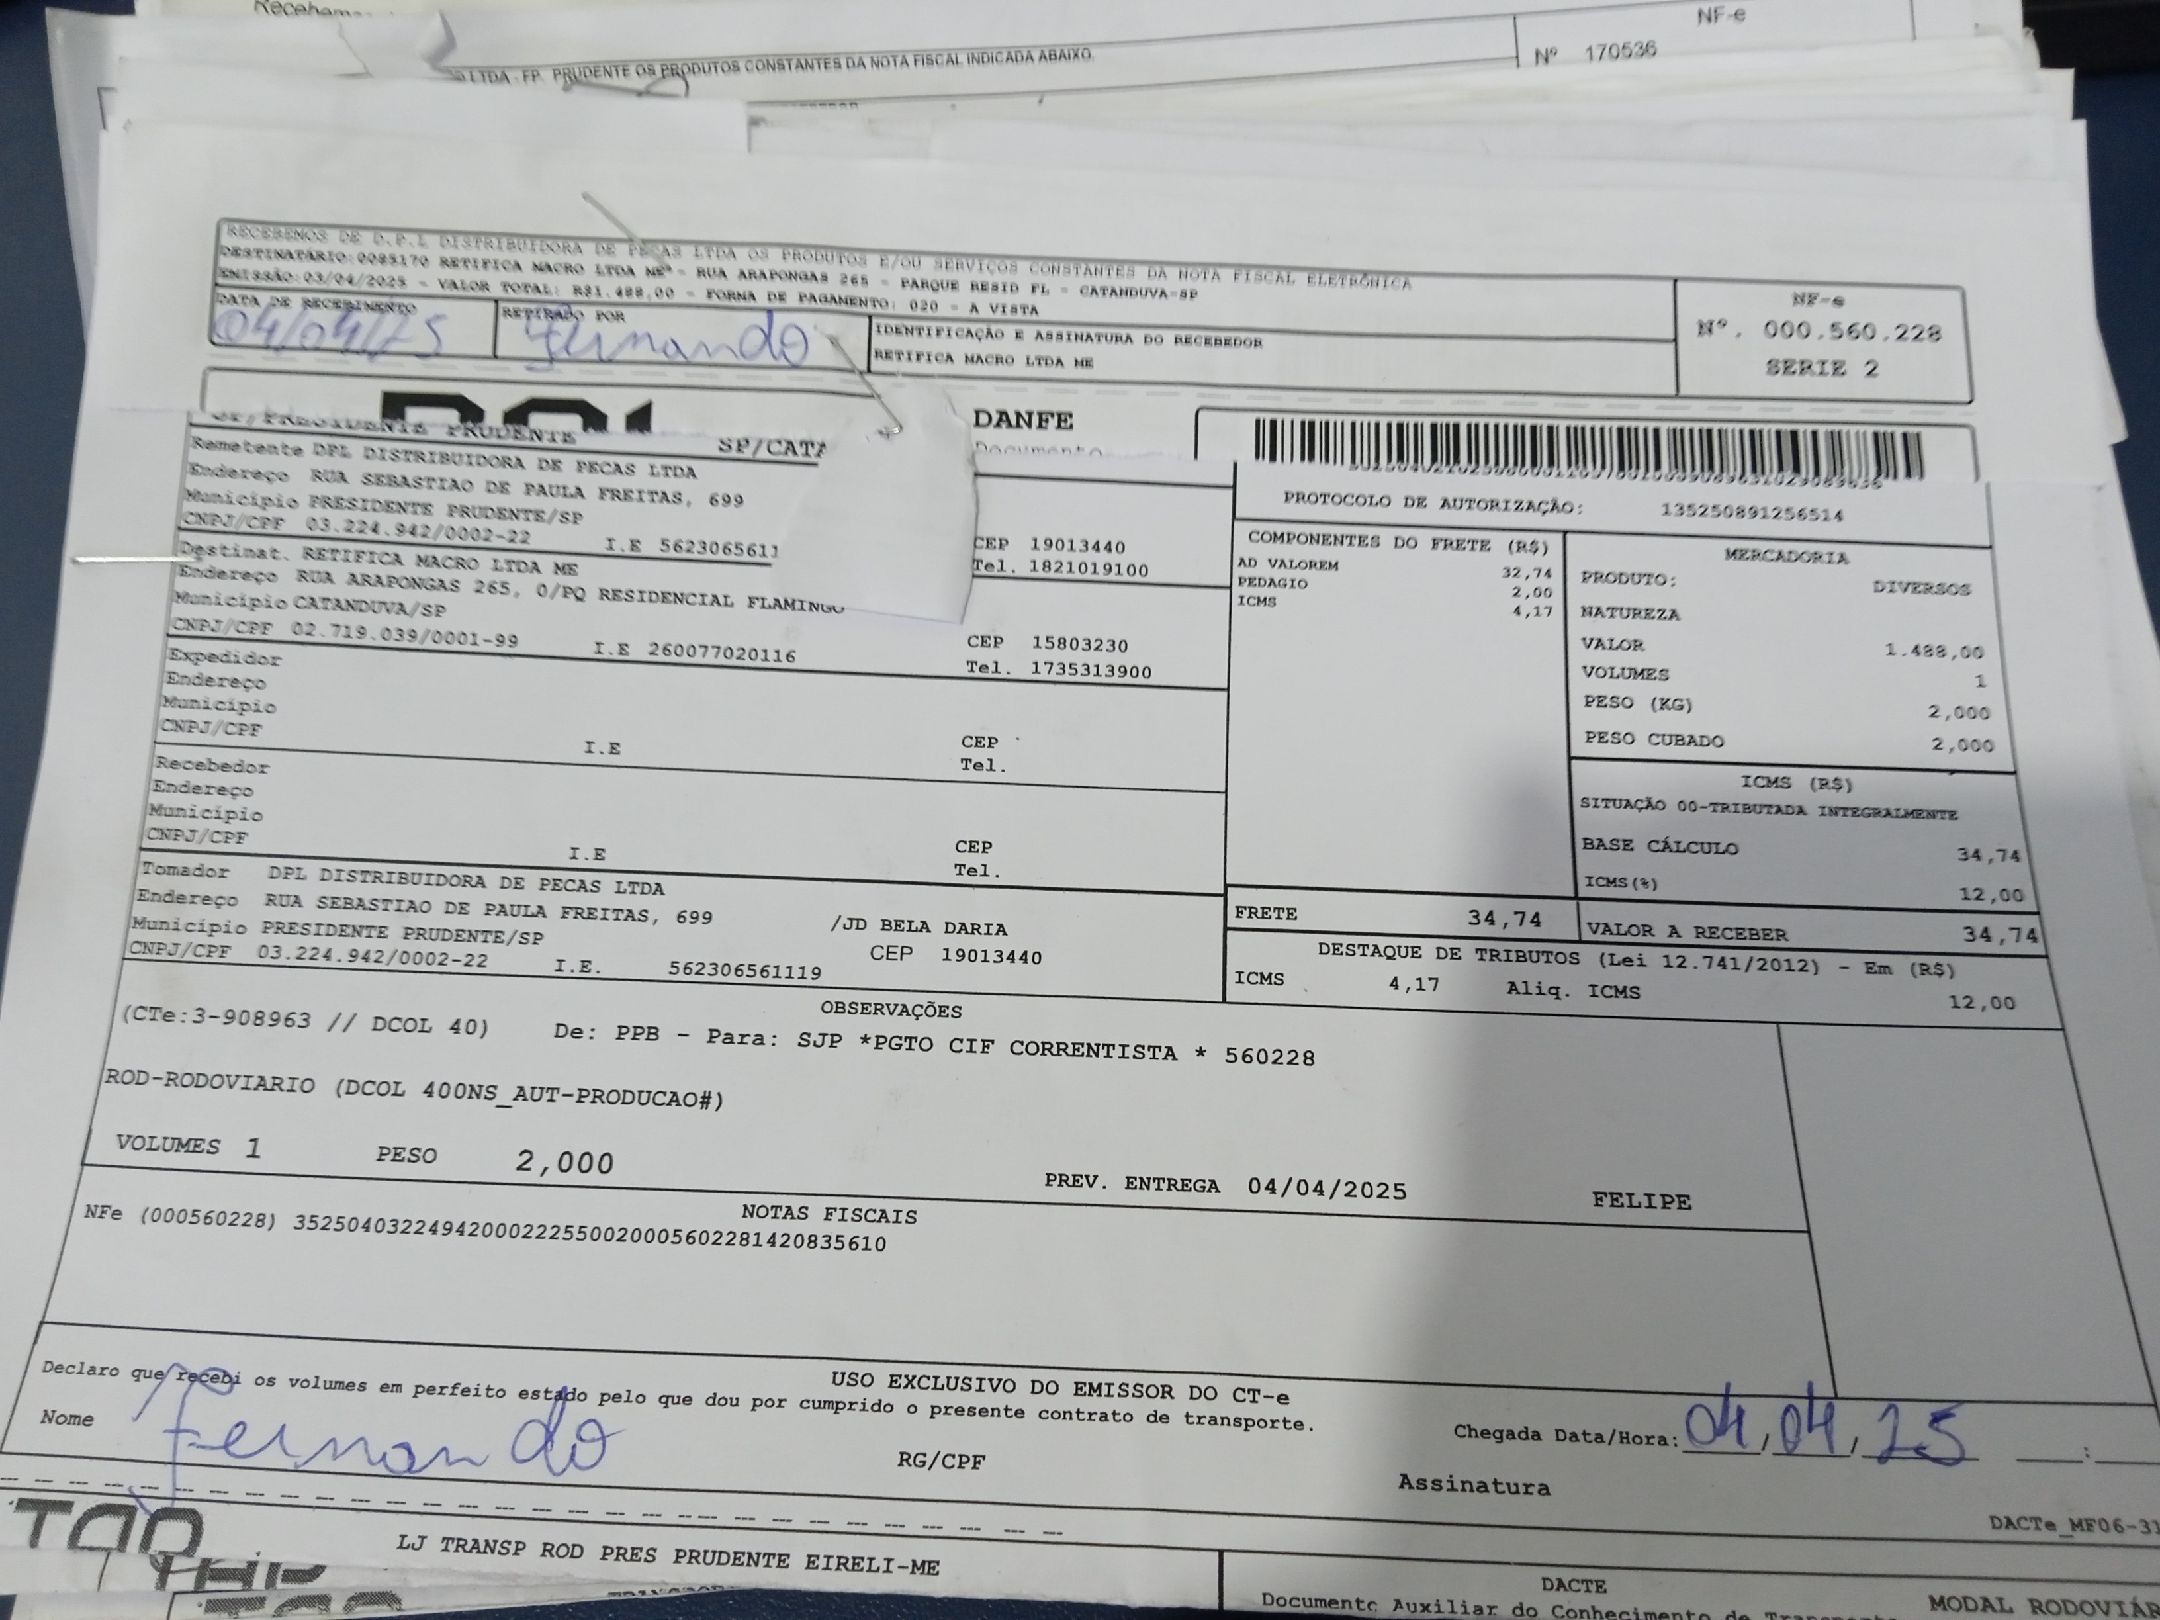 Recebemos
NF-e
LTDA - FP. PRUDENTE OS PRODUTOS CONSTANTES DA NOTA FISCAL INDICADA ABAIXO.
Nº 170536
RECEBEMOS DE D.P.L DISTRIBUIDORA DE PECAS LTDA OS PRODUTOS E/OU SERVIÇOS CONSTANTES DA NOTA FISCAL ELETRÔNICA
DESTINATÁRIO:0085170 RETIFICA MACRO LTDA ME - RUA ARAPONGAS 265 - PARQUE RESID FL - CATANDUVA-SP
EMISSÃO:03/04/2025 - VALOR TOTAL: R$1.488,00 - FORMA DE PAGAMENTO: 020 - A VISTA
NF-e
Nº. 000.560.228
SERIE 2
DATA DE RECEBIMENTO
04/04/25
RETIRADO POR
Fernando
IDENTIFICAÇÃO E ASSINATURA DO RECEBEDOR
RETIFICA MACRO LTDA ME
DANFE
Documento
SP/PRESIDENTE PRUDENTE
SP/CATA
Remetente DPL DISTRIBUIDORA DE PECAS LTDA
Endereço RUA SEBASTIAO DE PAULA FREITAS, 699
Município PRESIDENTE PRUDENTE/SP
CEP 19013440
CNPJ/CPF 03.224.942/0002-22 I.E 5623065611
Tel. 1821019100
Destinat. RETIFICA MACRO LTDA ME
Endereço RUA ARAPONGAS 265, 0/PQ RESIDENCIAL FLAMINGO
Município CATANDUVA/SP
CEP 15803230
CNPJ/CPF 02.719.039/0001-99 I.E 260077020116
Tel. 1735313900
Expedidor
Endereço
Município
CEP
CNPJ/CPF I.E
Tel.
Recebedor
Endereço
Município
CEP
CNPJ/CPF I.E
Tel.
Tomador DPL DISTRIBUIDORA DE PECAS LTDA
Endereço RUA SEBASTIAO DE PAULA FREITAS, 699 /JD BELA DARIA
Município PRESIDENTE PRUDENTE/SP
CEP 19013440
CNPJ/CPF 03.224.942/0002-22 I.E. 562306561119
PROTOCOLO DE AUTORIZAÇÃO: 135250891256514
COMPONENTES DO FRETE (R$)
AD VALOREM 32,74
PEDAGIO 2,00
ICMS 4,17
MERCADORIA
PRODUTO: DIVERSOS
NATUREZA
VALOR 1.488,00
VOLUMES 1
PESO (KG) 2,000
PESO CUBADO 2,000
ICMS (R$)
SITUAÇÃO 00-TRIBUTADA INTEGRALMENTE
BASE CÁLCULO 34,74
ICMS(%) 12,00
FRETE 34,74
VALOR A RECEBER 34,74
DESTAQUE DE TRIBUTOS (Lei 12.741/2012) - Em (R$)
ICMS 4,17 Aliq. ICMS 12,00
OBSERVAÇÕES
(CTe:3-908963 // DCOL 40) De: PPB - Para: SJP *PGTO CIF CORRENTISTA * 560228
ROD-RODOVIARIO (DCOL 400NS_AUT-PRODUCAO#)
VOLUMES 1 PESO 2,000 PREV. ENTREGA 04/04/2025 FELIPE
NOTAS FISCAIS
NFe (000560228) 35250403224942000222550020005602281420835610
USO EXCLUSIVO DO EMISSOR DO CT-e
Declaro que recebi os volumes em perfeito estado pelo que dou por cumprido o presente contrato de transporte.
Nome Fernando RG/CPF
Chegada Data/Hora: 04/04/25 :
Assinatura
DACTe_MF06-31
LJ TRANSP ROD PRES PRUDENTE EIRELI-ME
DACTE
Documento Auxiliar do Conhecimento de
MODAL RODOVIÁR